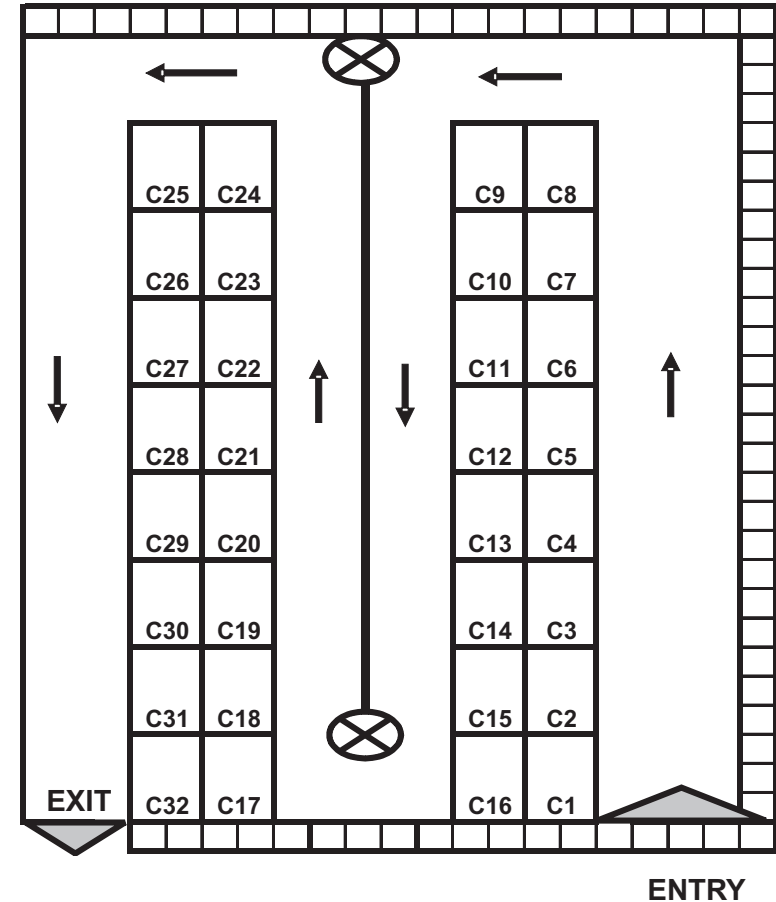 C25 C24 C9 C8
C26 C23 C10 C7
C27 C22 C11 C6
C28 C21 C12 C5
C29 C20 C13 C4
C30 C19 C14 C3
C31 C18 C15 C2
EXIT
C32 C17 C16 C1
ENTRY